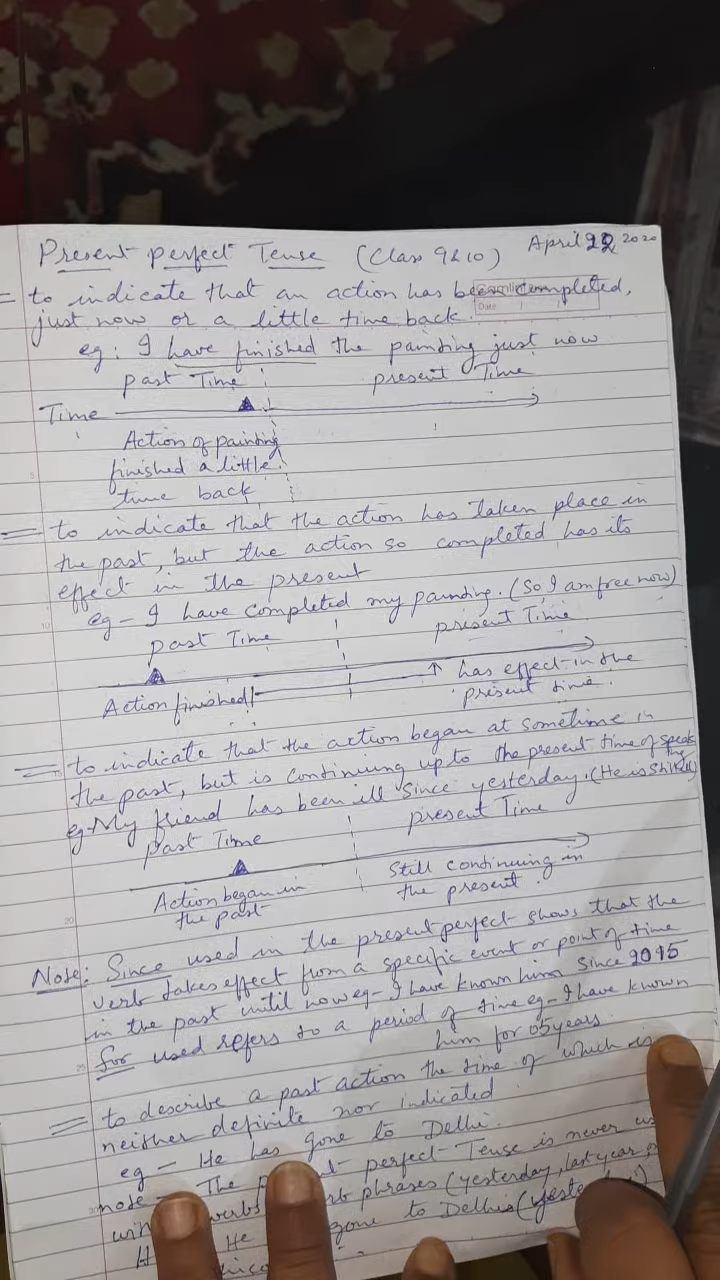 Present perfect Tense (Class 9&10) April 22 2020
= to indicate that an action has been completed,
just now or a little time back.
Date
eg: I have finished the painting just now
past Time present Time
Time
Action of painting
finished a little
time back
= to indicate that the action has taken place in
the past, but the action so completed has its
effect in the present
eg - I have completed my painting. (So I am free now)
past Time present Time
Action finished has effect in the
present time.
= to indicate that the action began at sometime in
the past, but is continuing up to the present time of speak
eg - My friend has been ill since yesterday. (He is still ill)
past Time present Time
Action began in Still continuing in
the past the present.
Note: Since used in the present perfect shows that the
verb takes effect from a specific event or point of time
in the past until now eg - I have known him since 2015
for used refers to a period of time eg - I have known
him for 05 years
= to describe a past action the time of which is
neither definite nor indicated
eg - He has gone to Delhi.
note - The perfect Tense is never
phrases (yesterday, last year
He gone to Delhi